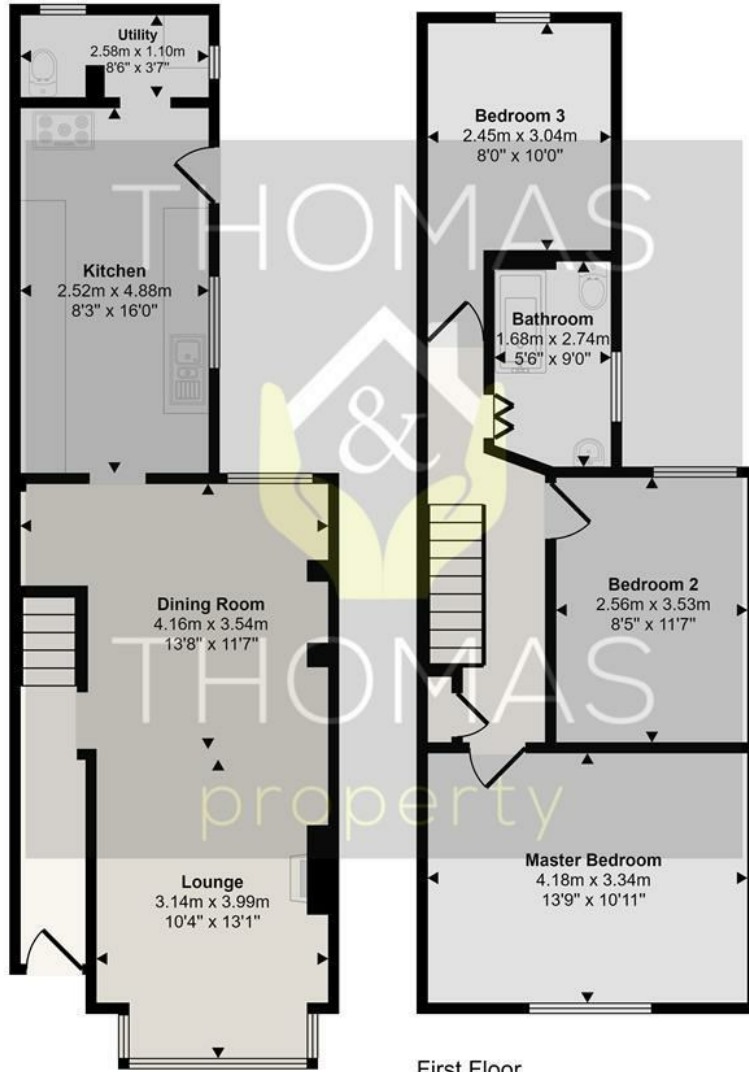 Utility
2.58m x 1.10m
8'6" x 3'7"
Kitchen
2.52m x 4.88m
8'3" x 16'0"
Dining Room
4.16m x 3.54m
13'8" x 11'7"
Lounge
3.14m x 3.99m
10'4" x 13'1"
Bedroom 3
2.45m x 3.04m
8'0" x 10'0"
Bathroom
1.68m x 2.74m
5'6" x 9'0"
Bedroom 2
2.56m x 3.53m
8'5" x 11'7"
Master Bedroom
4.18m x 3.34m
13'9" x 10'11"
First Floor
THOMAS
&
THOMAS
property